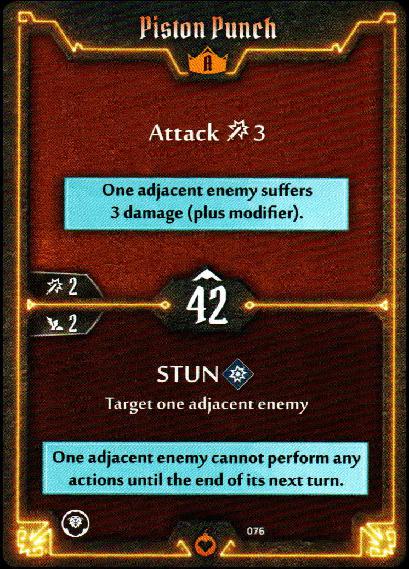 Piston Punch
A
Attack 3
One adjacent enemy suffers
3 damage (plus modifier).
2
42
2
STUN
Target one adjacent enemy
One adjacent enemy cannot perform any
actions until the end of its next turn.
076